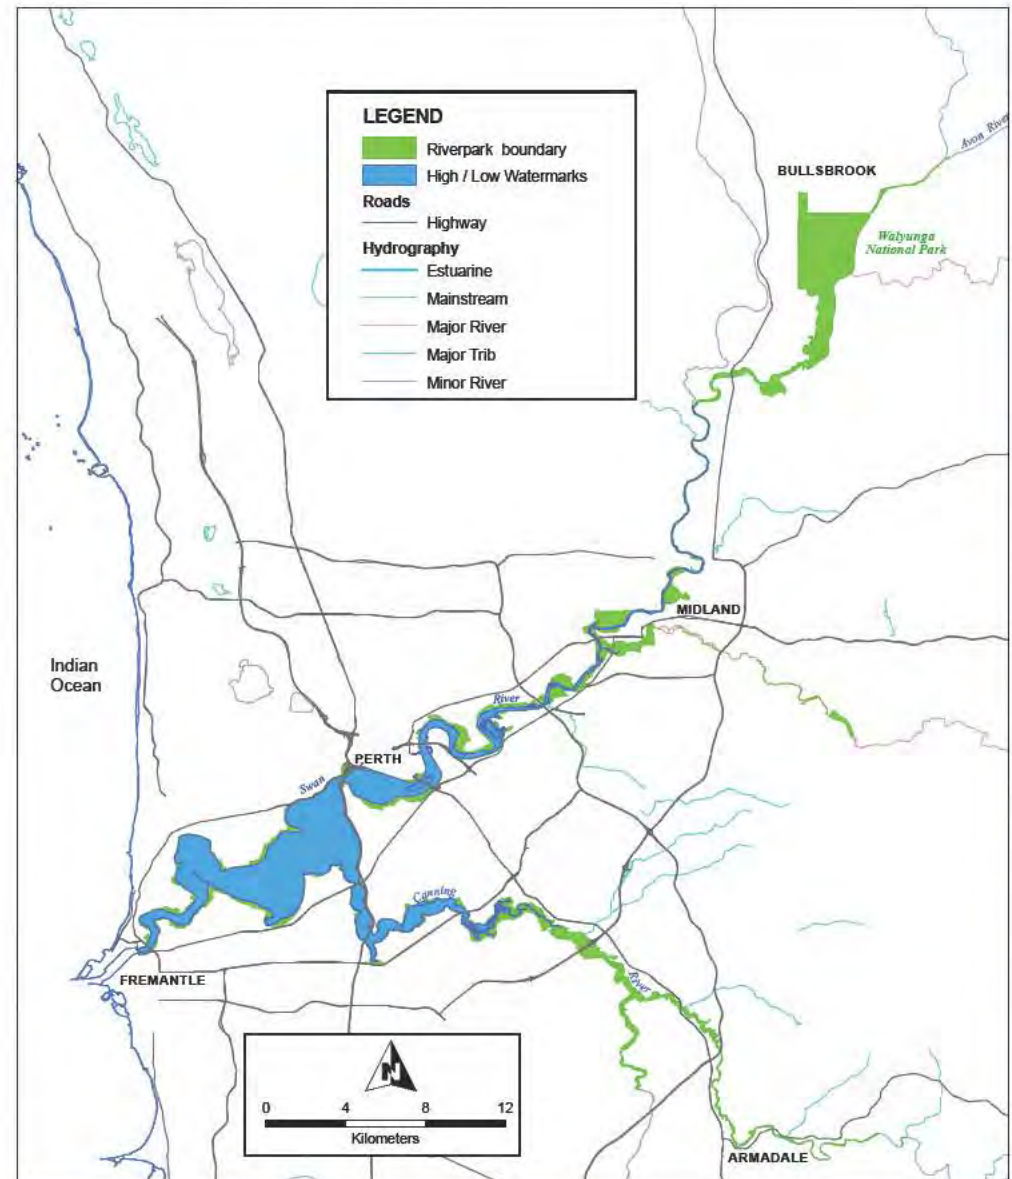 LEGEND
Riverpark boundary
High / Low Watermarks
Roads
Highway
Hydrography
Estuarine
Mainstream
Major River
Major Trib
Minor River
Avon River
BULLSBROOK
Walyunga
National Park
MIDLAND
Indian
Ocean
River
PERTH
Swan
Canning
FREMANTLE
River
N
0 4 8 12
Kilometers
ARMADALE